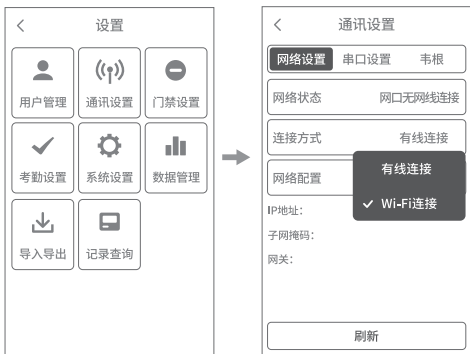 设置
用户管理 通讯设置 门禁设置
考勤设置 系统设置 数据管理
导入导出 记录查询
通讯设置
网络设置 串口设置 韦根
网络状态 网口无网线连接
连接方式 有线连接
有线连接
网络配置
Wi-Fi连接
IP地址：
子网掩码：
网关：
刷新